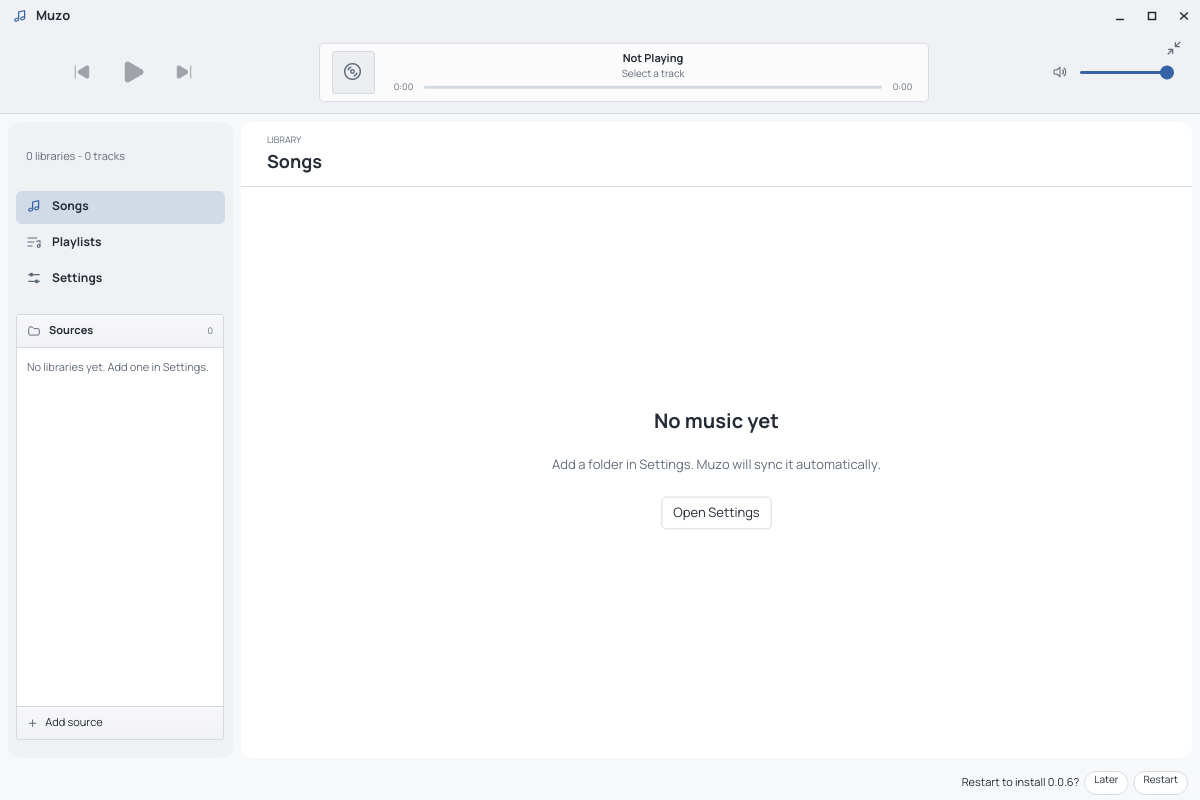 Muzo
Not Playing
Select a track
0:00
0:00
0 libraries - 0 tracks
Songs
Playlists
Settings
Sources
0
No libraries yet. Add one in Settings.
Add source
LIBRARY
Songs
No music yet
Add a folder in Settings. Muzo will sync it automatically.
Open Settings
Restart to install 0.0.6?
Later
Restart